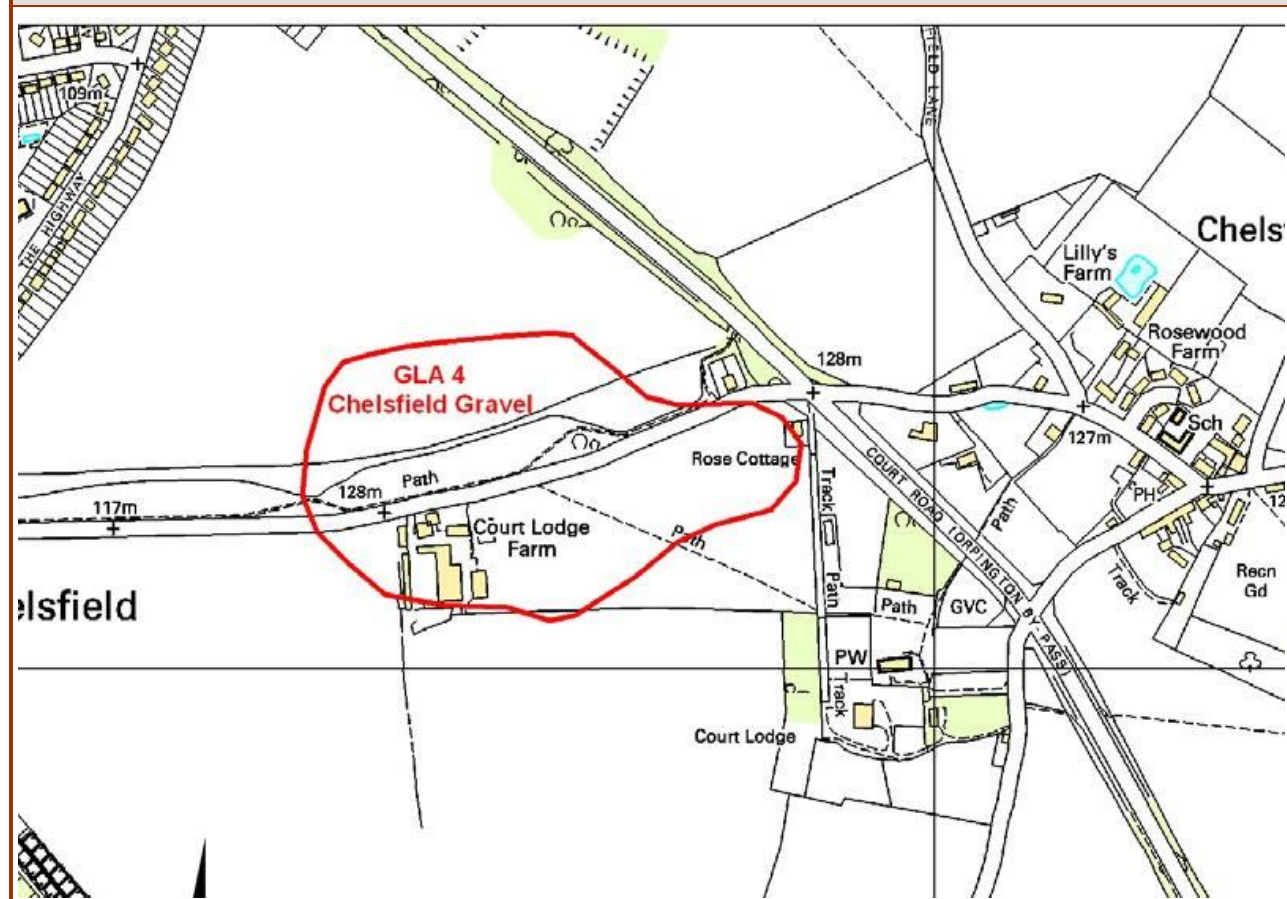 109m
THE HIGHWAY
FIELD LANE
Chels
Lilly's
Farm
Rosewood
Farm
128m
GLA 4
Chelsfield Gravel
Sch
127m
Rose Cottage
PH
Path
128m
117m
Court Lodge
Farm
Path
Track
COURT ROAD (ORPINGTON BY-PASS)
Path
12
Recn
Gd
Track
elsfield
Path
Path
GVC
PW
Track
Court Lodge